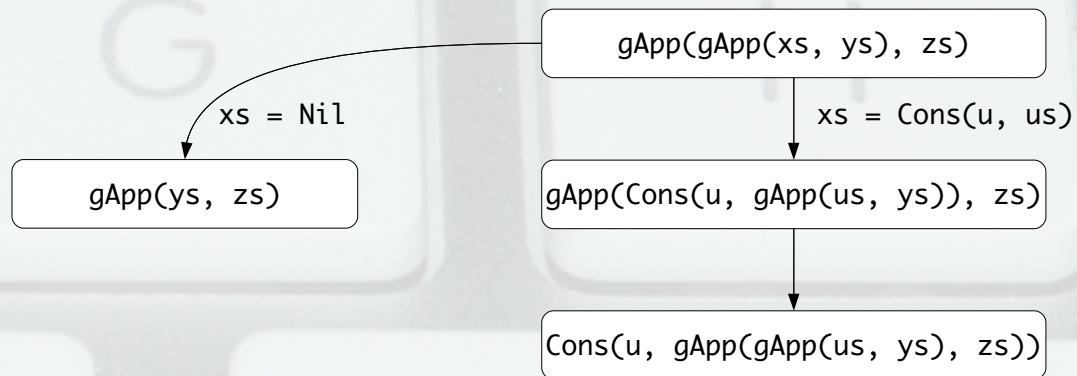 gApp(gApp(xs, ys), zs)
xs = Nil
xs = Cons(u, us)
gApp(ys, zs)
gApp(Cons(u, gApp(us, ys)), zs)
Cons(u, gApp(gApp(us, ys), zs))
G